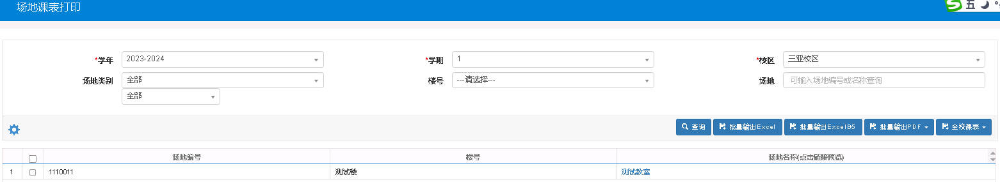 场地课表打印
五
*学年 2023-2024 *学期 1 *校区 三亚校区
场地类别 全部 楼号 ---请选择--- 场地 可输入场地编号或名称查询
全部
查询 批量输出Excel 批量输出ExcelB5 批量输出PDF 全校课表
场地编号 楼号 场地名称(点击链接预览)
1 1110011 测试楼 测试教室